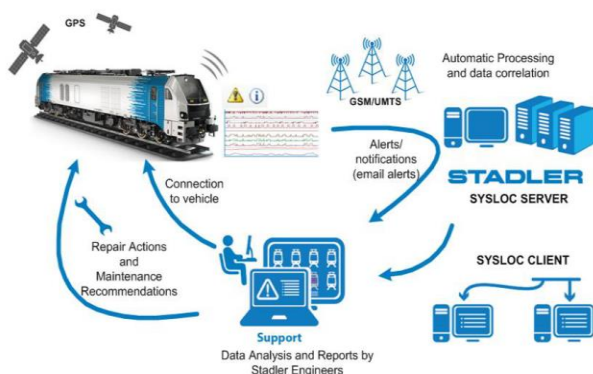 GPS
GSM/UMTS
Automatic Processing
and data correlation
Alerts/
notifications
(email alerts)
STADLER
SYSLOC SERVER
Connection
to vehicle
Repair Actions
and
Maintenance
Recommendations
SYSLOC CLIENT
Support
Data Analysis and Reports by
Stadler Engineers